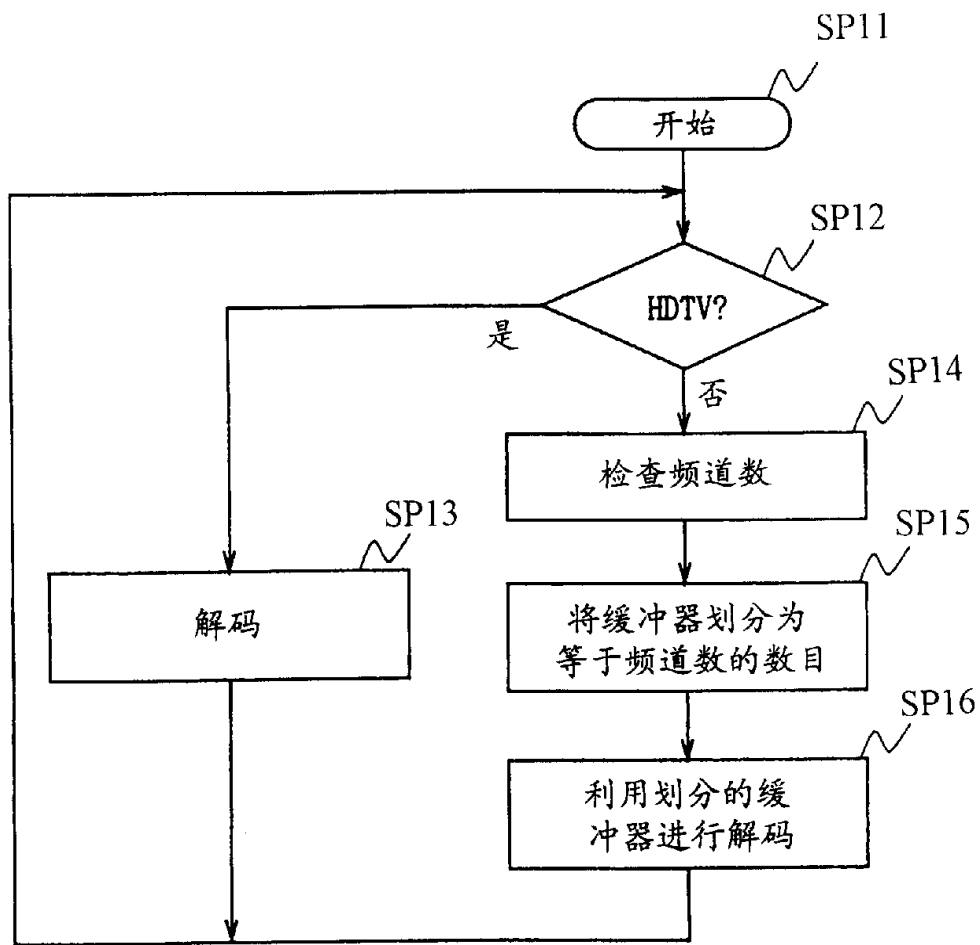 SP11
开始
SP12
HDTV?
是
否
SP14
检查频道数
SP13
解码
SP15
将缓冲器划分为
等于频道数的数目
SP16
利用划分的缓
冲器进行解码